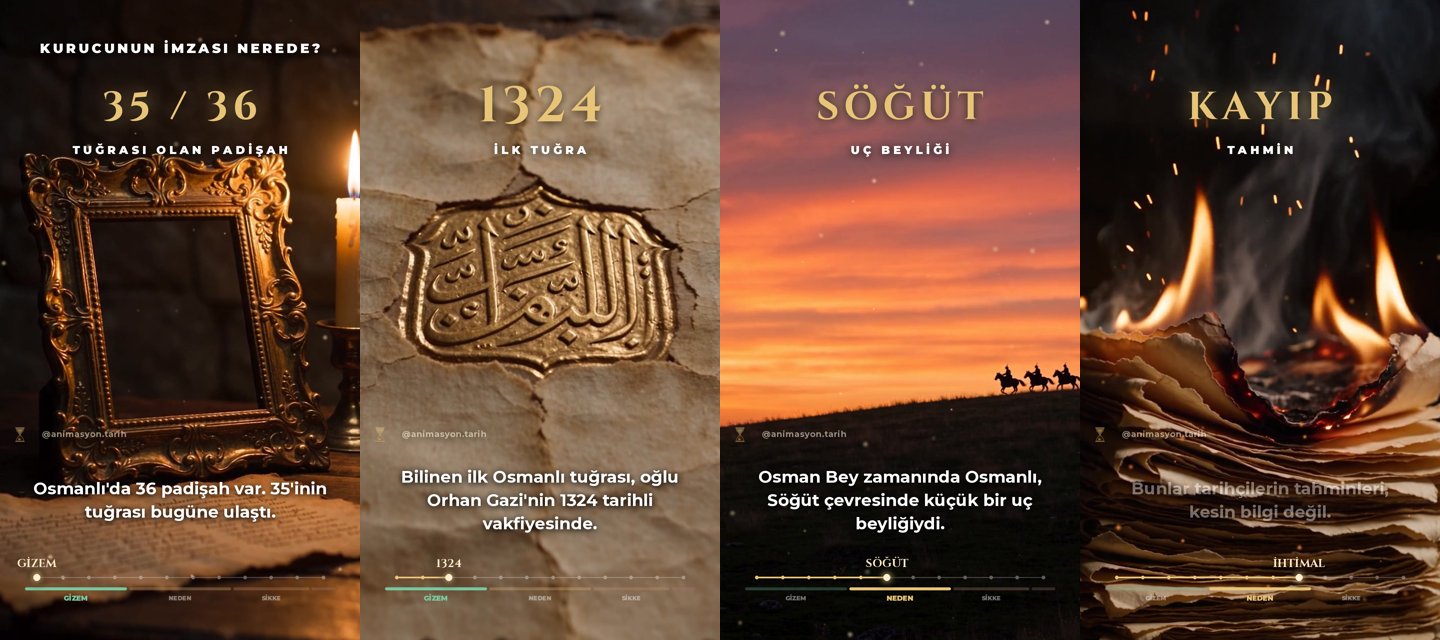 KURUCUNUN İMZASI NEREDE?
35 / 36
TUĞRASI OLAN PADİŞAH
@animasyon.tarih
Osmanlı'da 36 padişah var. 35'inin
tuğrası bugüne ulaştı.
GİZEM
GİZEM
NEDEN
SİKKE
1324
İLK TUĞRA
@animasyon.tarih
Bilinen ilk Osmanlı tuğrası, oğlu
Orhan Gazi'nin 1324 tarihli
vakfiyesinde.
1324
GİZEM
NEDEN
SİKKE
SÖĞÜT
UÇ BEYLİĞİ
@animasyon.tarih
Osman Bey zamanında Osmanlı,
Söğüt çevresinde küçük bir uç
beyliğiydi.
SÖĞÜT
GİZEM
NEDEN
SİKKE
KAYIP
TAHMİN
@animasyon.tarih
Bunlar tarihçilerin tahminleri,
kesin bilgi değil.
İHTİMAL
GİZEM
NEDEN
SİKKE